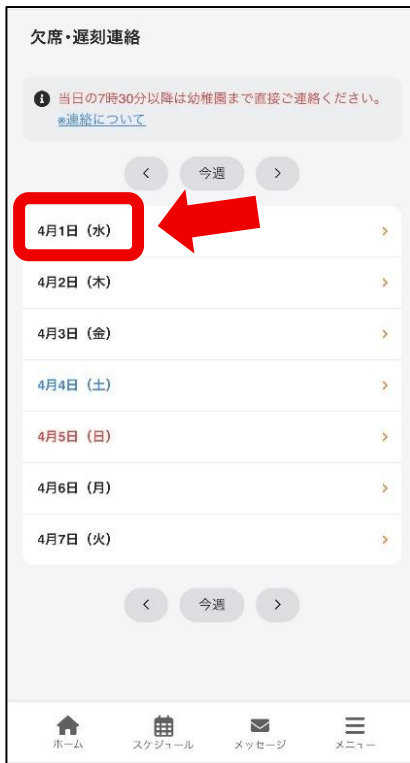 欠席・遅刻連絡
当日の7時30分以降は幼稚園まで直接ご連絡ください。
※連絡について
今週
4月1日（水）
4月2日（木）
4月3日（金）
4月4日（土）
4月5日（日）
4月6日（月）
4月7日（火）
今週
ホーム スケジュール メッセージ メニュー